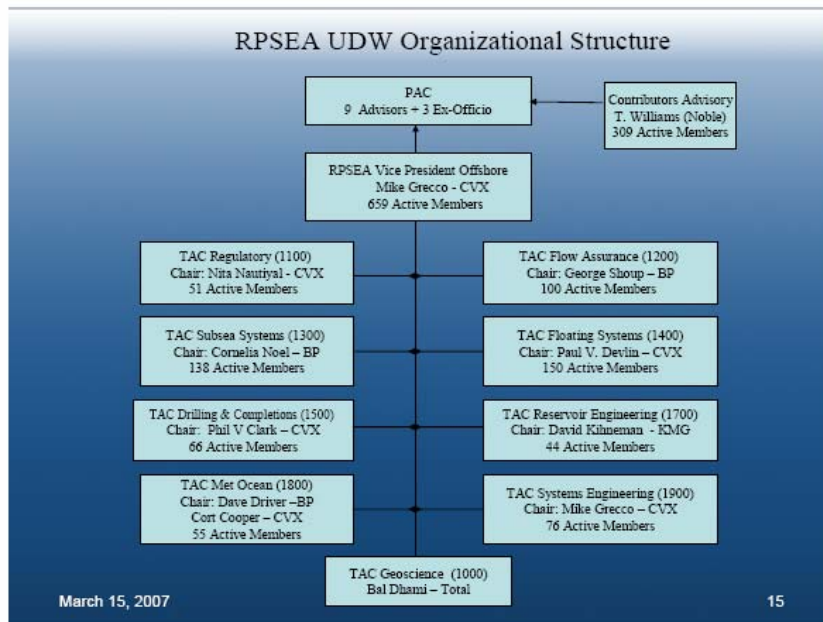 RPSEA UDW Organizational Structure
PAC
9 Advisors + 3 Ex-Officio
Contributors Advisory
T. Williams (Noble)
309 Active Members
RPSEA Vice President Offshore
Mike Grecco - CVX
659 Active Members
TAC Regulatory (1100)
Chair: Nita Nautiyal - CVX
51 Active Members
TAC Flow Assurance (1200)
Chair: George Shoup – BP
100 Active Members
TAC Subsea Systems (1300)
Chair: Cornelia Noel – BP
138 Active Members
TAC Floating Systems (1400)
Chair: Paul V. Devlin – CVX
150 Active Members
TAC Drilling & Completions (1500)
Chair: Phil V Clark – CVX
66 Active Members
TAC Reservoir Engineering (1700)
Chair: David Kihneman - KMG
44 Active Members
TAC Met Ocean (1800)
Chair: Dave Driver –BP
Cort Cooper – CVX
55 Active Members
TAC Systems Engineering (1900)
Chair: Mike Grecco – CVX
76 Active Members
TAC Geoscience (1000)
Bal Dhami – Total
March 15, 2007
15